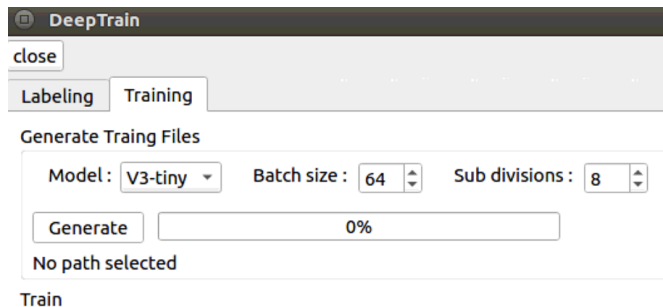 DeepTrain
close
Labeling Training
Generate Traing Files
Model : V3-tiny Batch size : 64 Sub divisions : 8
Generate 0%
No path selected
Train